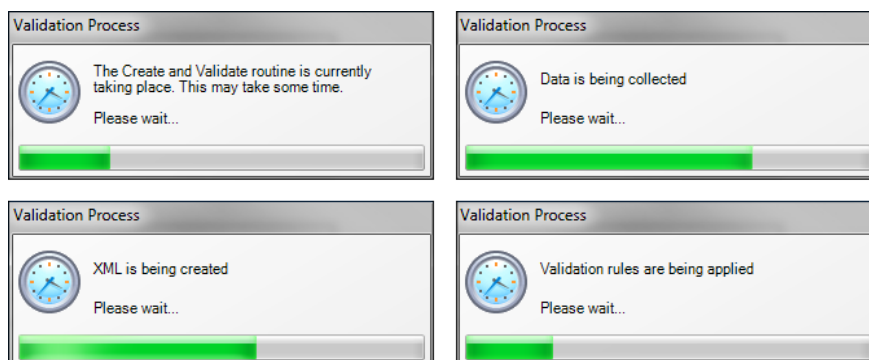 Validation Process
The Create and Validate routine is currently
taking place. This may take some time.
Please wait...
Validation Process
Data is being collected
Please wait...
Validation Process
XML is being created
Please wait...
Validation Process
Validation rules are being applied
Please wait...